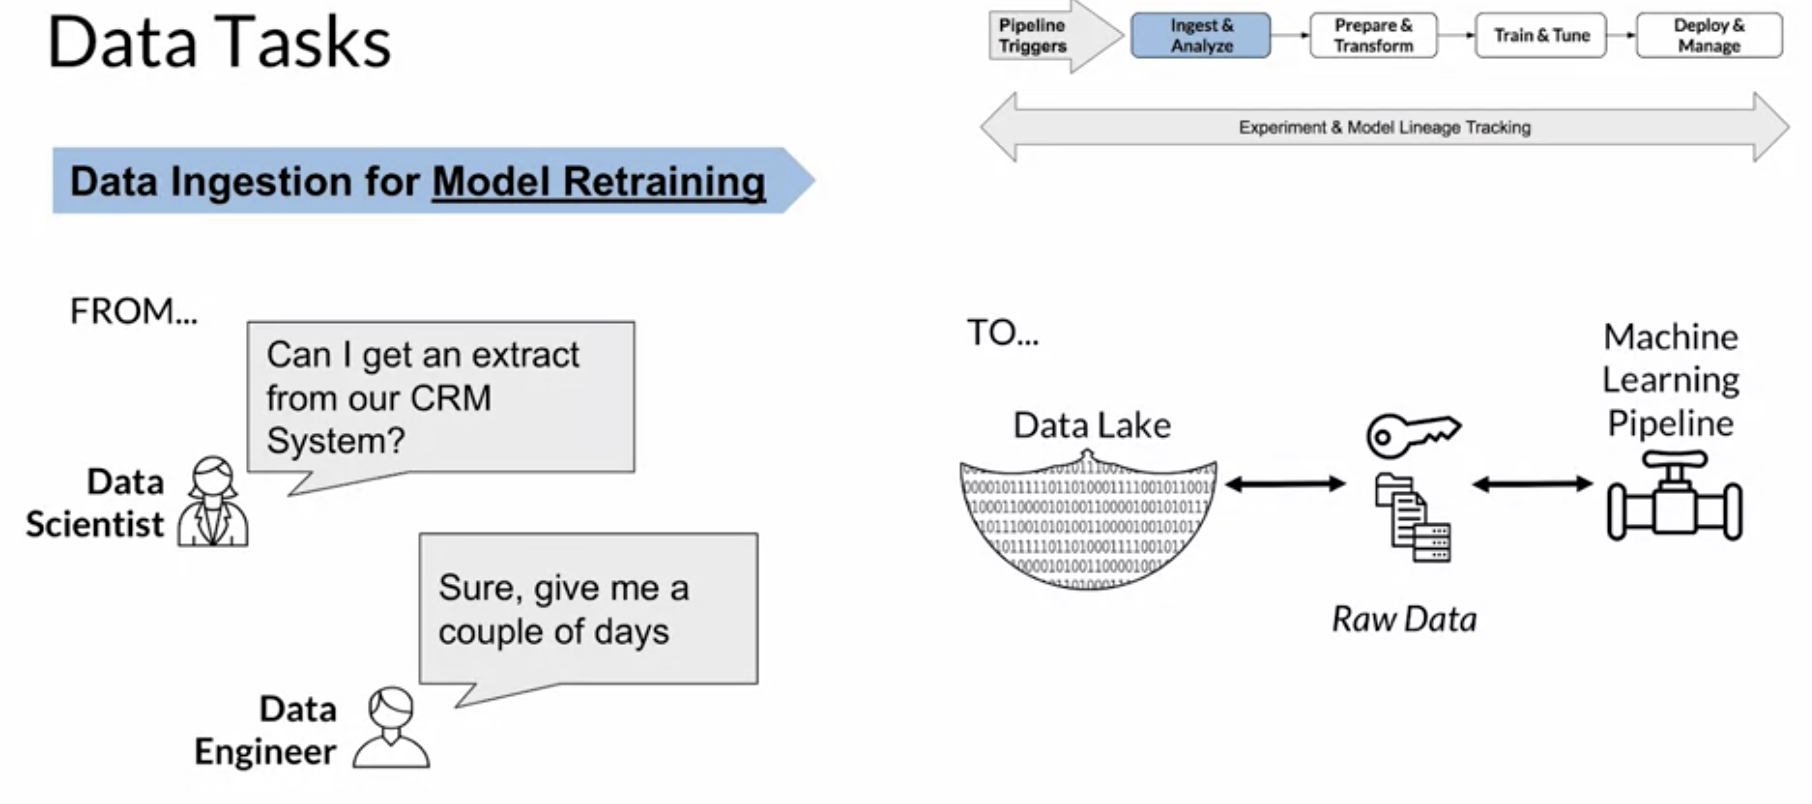 Data Tasks
Pipeline
Triggers
Ingest &
Analyze
Prepare &
Transform
Train & Tune
Deploy &
Manage
Experiment & Model Lineage Tracking
Data Ingestion for Model Retraining
FROM...
Can I get an extract
from our CRM
System?
Data
Scientist
Sure, give me a
couple of days
Data
Engineer
TO...
Data Lake
Raw Data
Machine
Learning
Pipeline